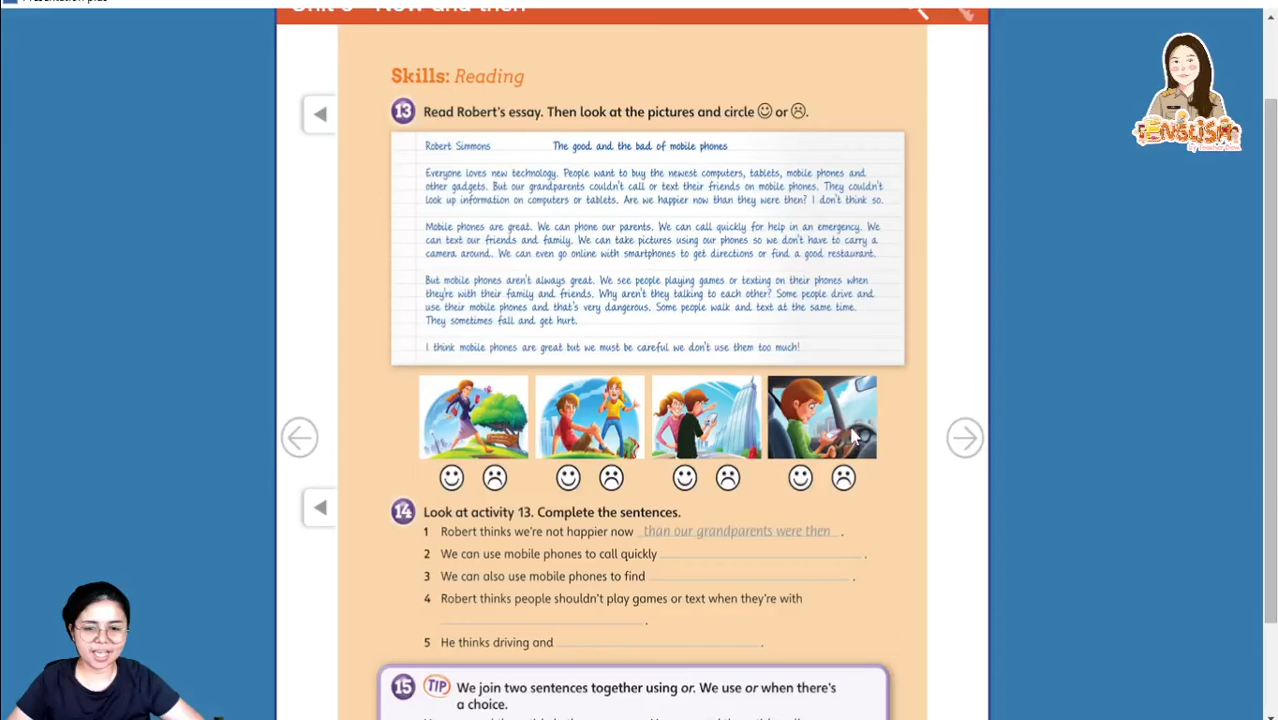 Skills: Reading
13 Read Robert's essay. Then look at the pictures and circle or .
Robert Simmons The good and the bad of mobile phones
Everyone loves new technology. People want to buy the newest computers, tablets, mobile phones and
other gadgets. But our grandparents couldn't call or text their friends on mobile phones. They couldn't
look up information on computers or tablets. Are we happier now than they were then? I don't think so.
Mobile phones are great. We can phone our parents. We can call quickly for help in an emergency. We
can text our friends and family. We can take pictures using our phones so we don't have to carry a
camera around. We can even go online with smartphones to get directions or find a good restaurant.
But mobile phones aren't always great. We see people playing games or texting on their phones when
they're with their family and friends. Why aren't they talking to each other? Some people drive and
use their mobile phones and that's very dangerous. Some people walk and text at the same time.
They sometimes fall and get hurt.
I think mobile phones are great but we must be careful we don't use them too much!
14 Look at activity 13. Complete the sentences.
1 Robert thinks we're not happier now than our grandparents were then .
2 We can use mobile phones to call quickly .
3 We can also use mobile phones to find .
4 Robert thinks people shouldn't play games or text when they're with
.
5 He thinks driving and .
15 TIP We join two sentences together using or. We use or when there's
a choice.
ENGLISH